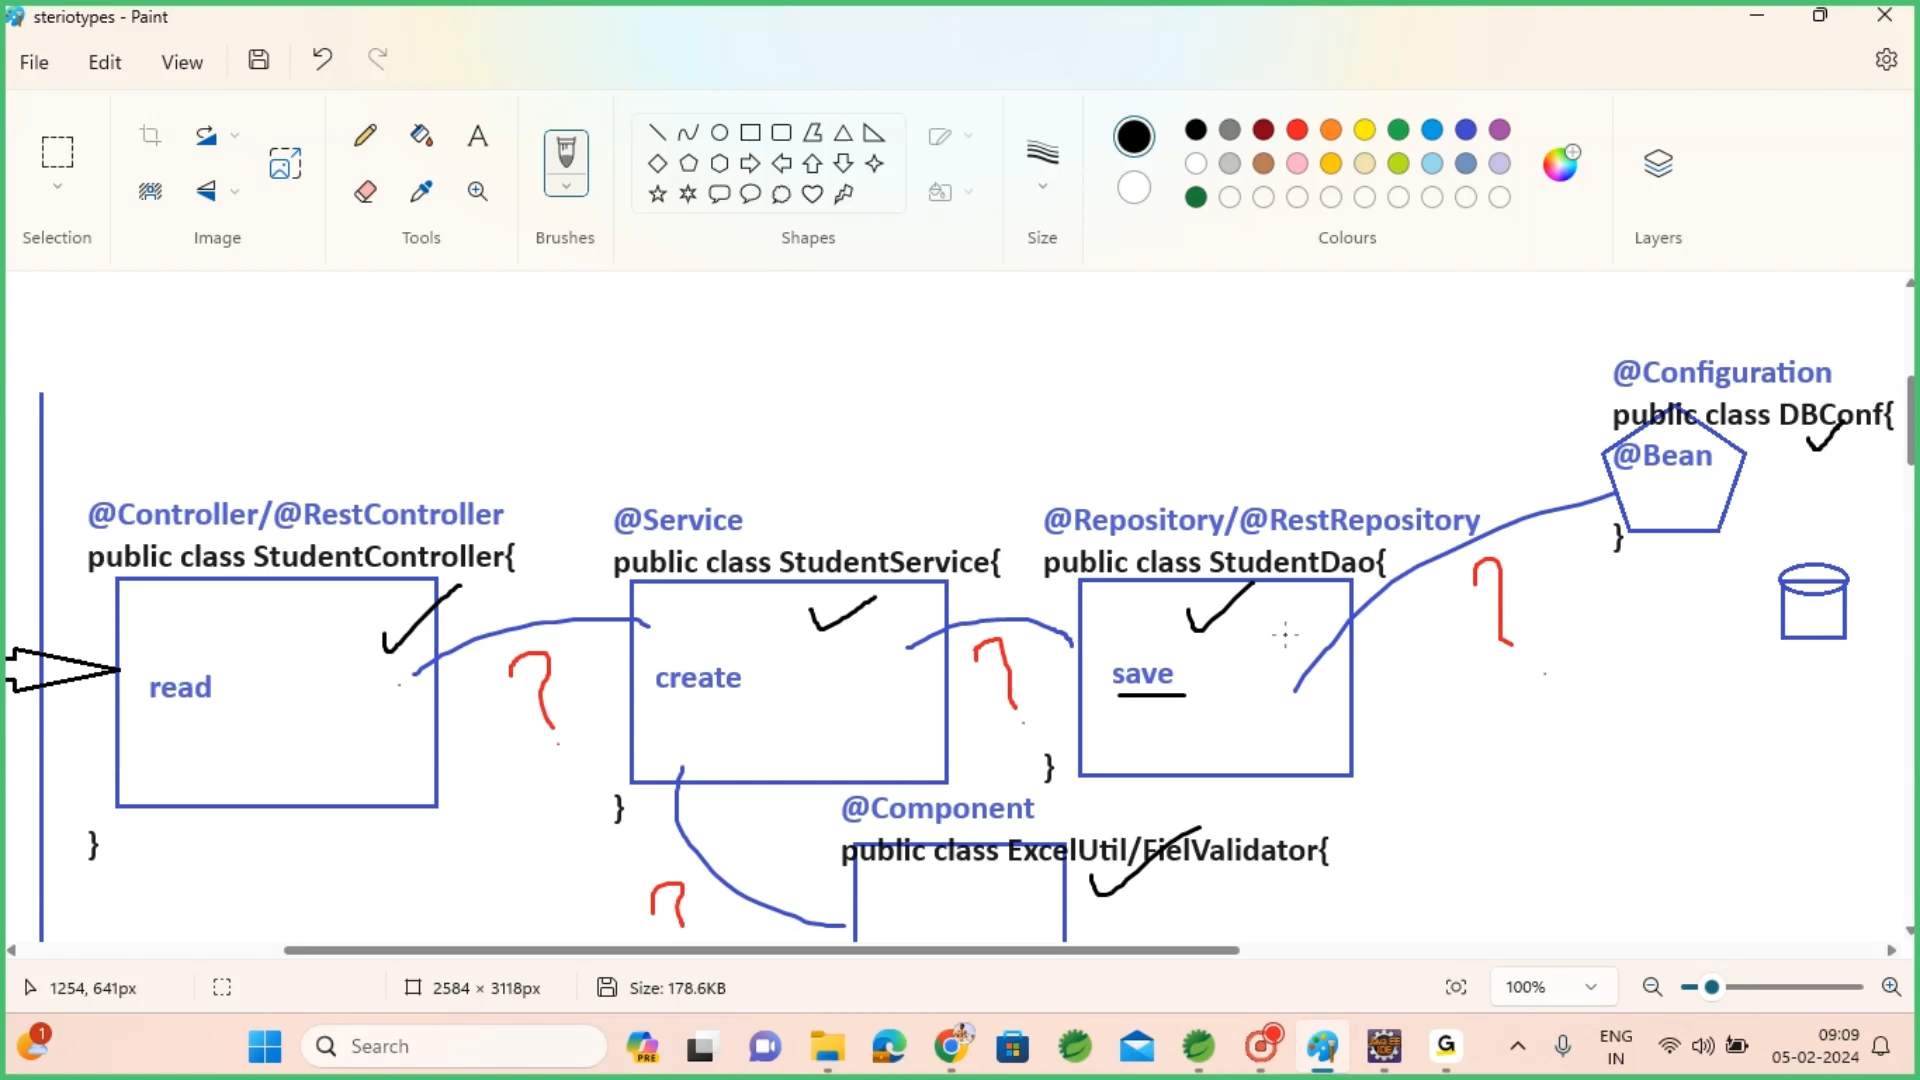 steriotypes - Paint
File Edit View
Selection Image Tools Brushes Shapes Size Colours Layers
@Configuration
public class DBConf{
@Bean
}
@Controller/@RestController
public class StudentController{
read
}
@Service
public class StudentService{
create
}
@Repository/@RestRepository
public class StudentDao{
save
}
@Component
public class ExcelUtil/FielValidator{
?
?
?
?
1254, 641px
2584 × 3118px
Size: 178.6KB
100%
1
Search
PRE
G
ENG
IN
09:09
05-02-2024